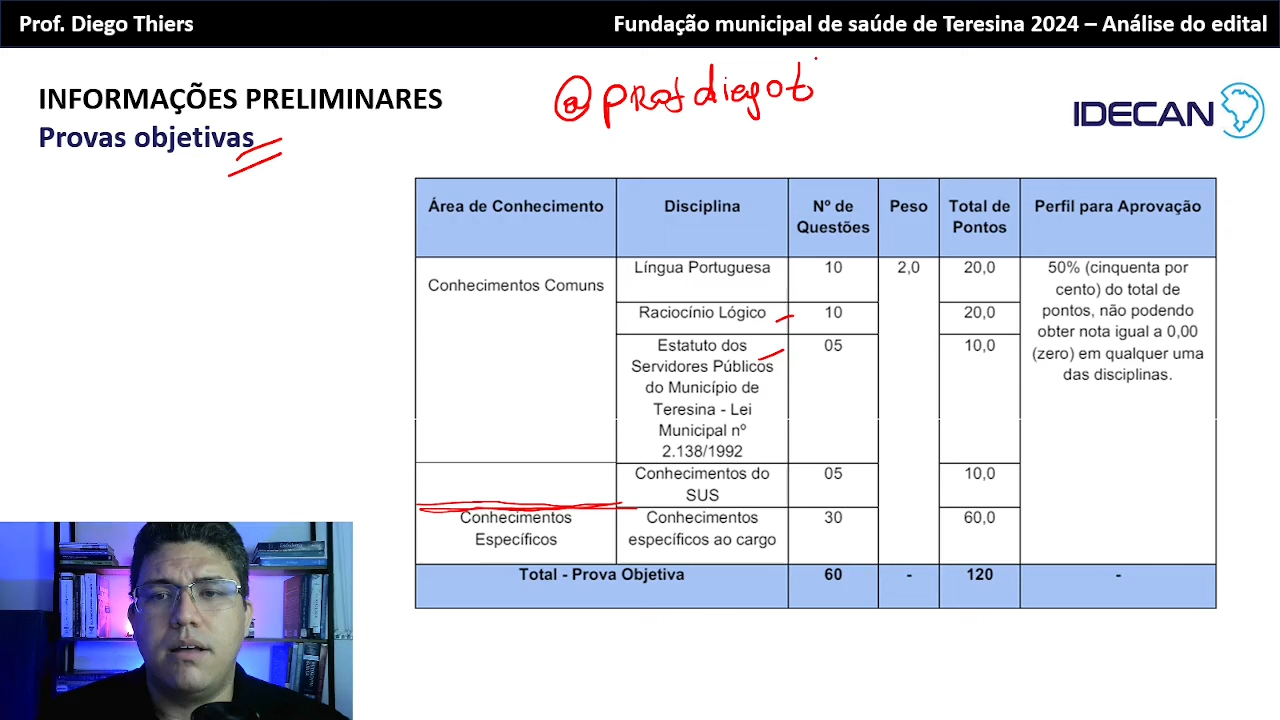 Prof. Diego Thiers
Fundação municipal de saúde de Teresina 2024 – Análise do edital
INFORMAÇÕES PRELIMINARES
@profdiegot
Provas objetivas
IDECAN
Área de Conhecimento
Disciplina
Nº de
Questões
Peso
Total de
Pontos
Perfil para Aprovação
Conhecimentos Comuns
Língua Portuguesa
10
2,0
20,0
50% (cinquenta por
cento) do total de
pontos, não podendo
obter nota igual a 0,00
(zero) em qualquer uma
das disciplinas.
Raciocínio Lógico
10
20,0
Estatuto dos
Servidores Públicos
do Município de
Teresina - Lei
Municipal nº
2.138/1992
05
10,0
Conhecimentos do
SUS
05
10,0
Conhecimentos
Específicos
Conhecimentos
específicos ao cargo
30
60,0
Total - Prova Objetiva
60
-
120
-